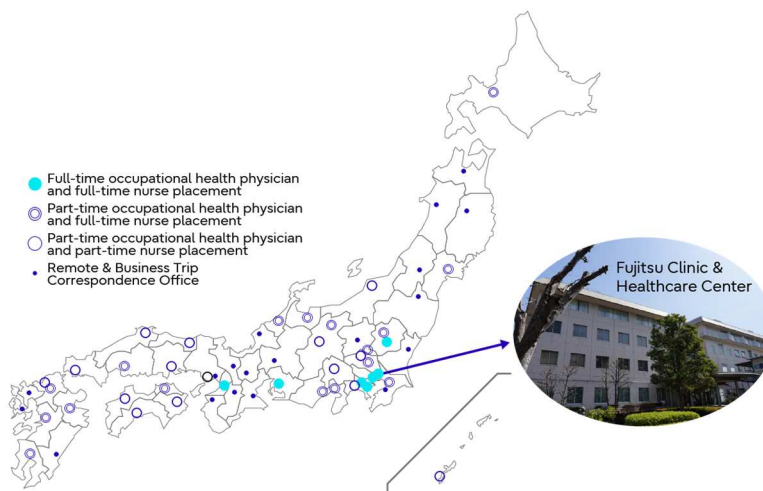 Full-time occupational health physician
and full-time nurse placement
Part-time occupational health physician
and full-time nurse placement
Part-time occupational health physician
and part-time nurse placement
Remote & Business Trip
Correspondence Office
Fujitsu Clinic &
Healthcare Center